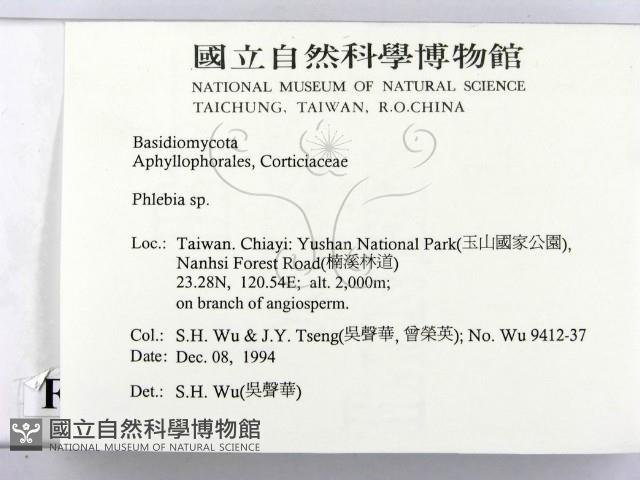 國立自然科學博物館
NATIONAL MUSEUM OF NATURAL SCIENCE
TAICHUNG, TAIWAN, R.O.CHINA
Basidiomycota
Aphyllophorales, Corticiaceae
Phlebia sp.
Loc.: Taiwan. Chiayi: Yushan National Park(玉山國家公園),
Nanhsi Forest Road(楠溪林道)
23.28N, 120.54E; alt. 2,000m;
on branch of angiosperm.
Col.: S.H. Wu & J.Y. Tseng(吳聲華, 曾榮英); No. Wu 9412-37
Date: Dec. 08, 1994
Det.: S.H. Wu(吳聲華)
F
國立自然科學博物館
NATIONAL MUSEUM OF NATURAL SCIENCE